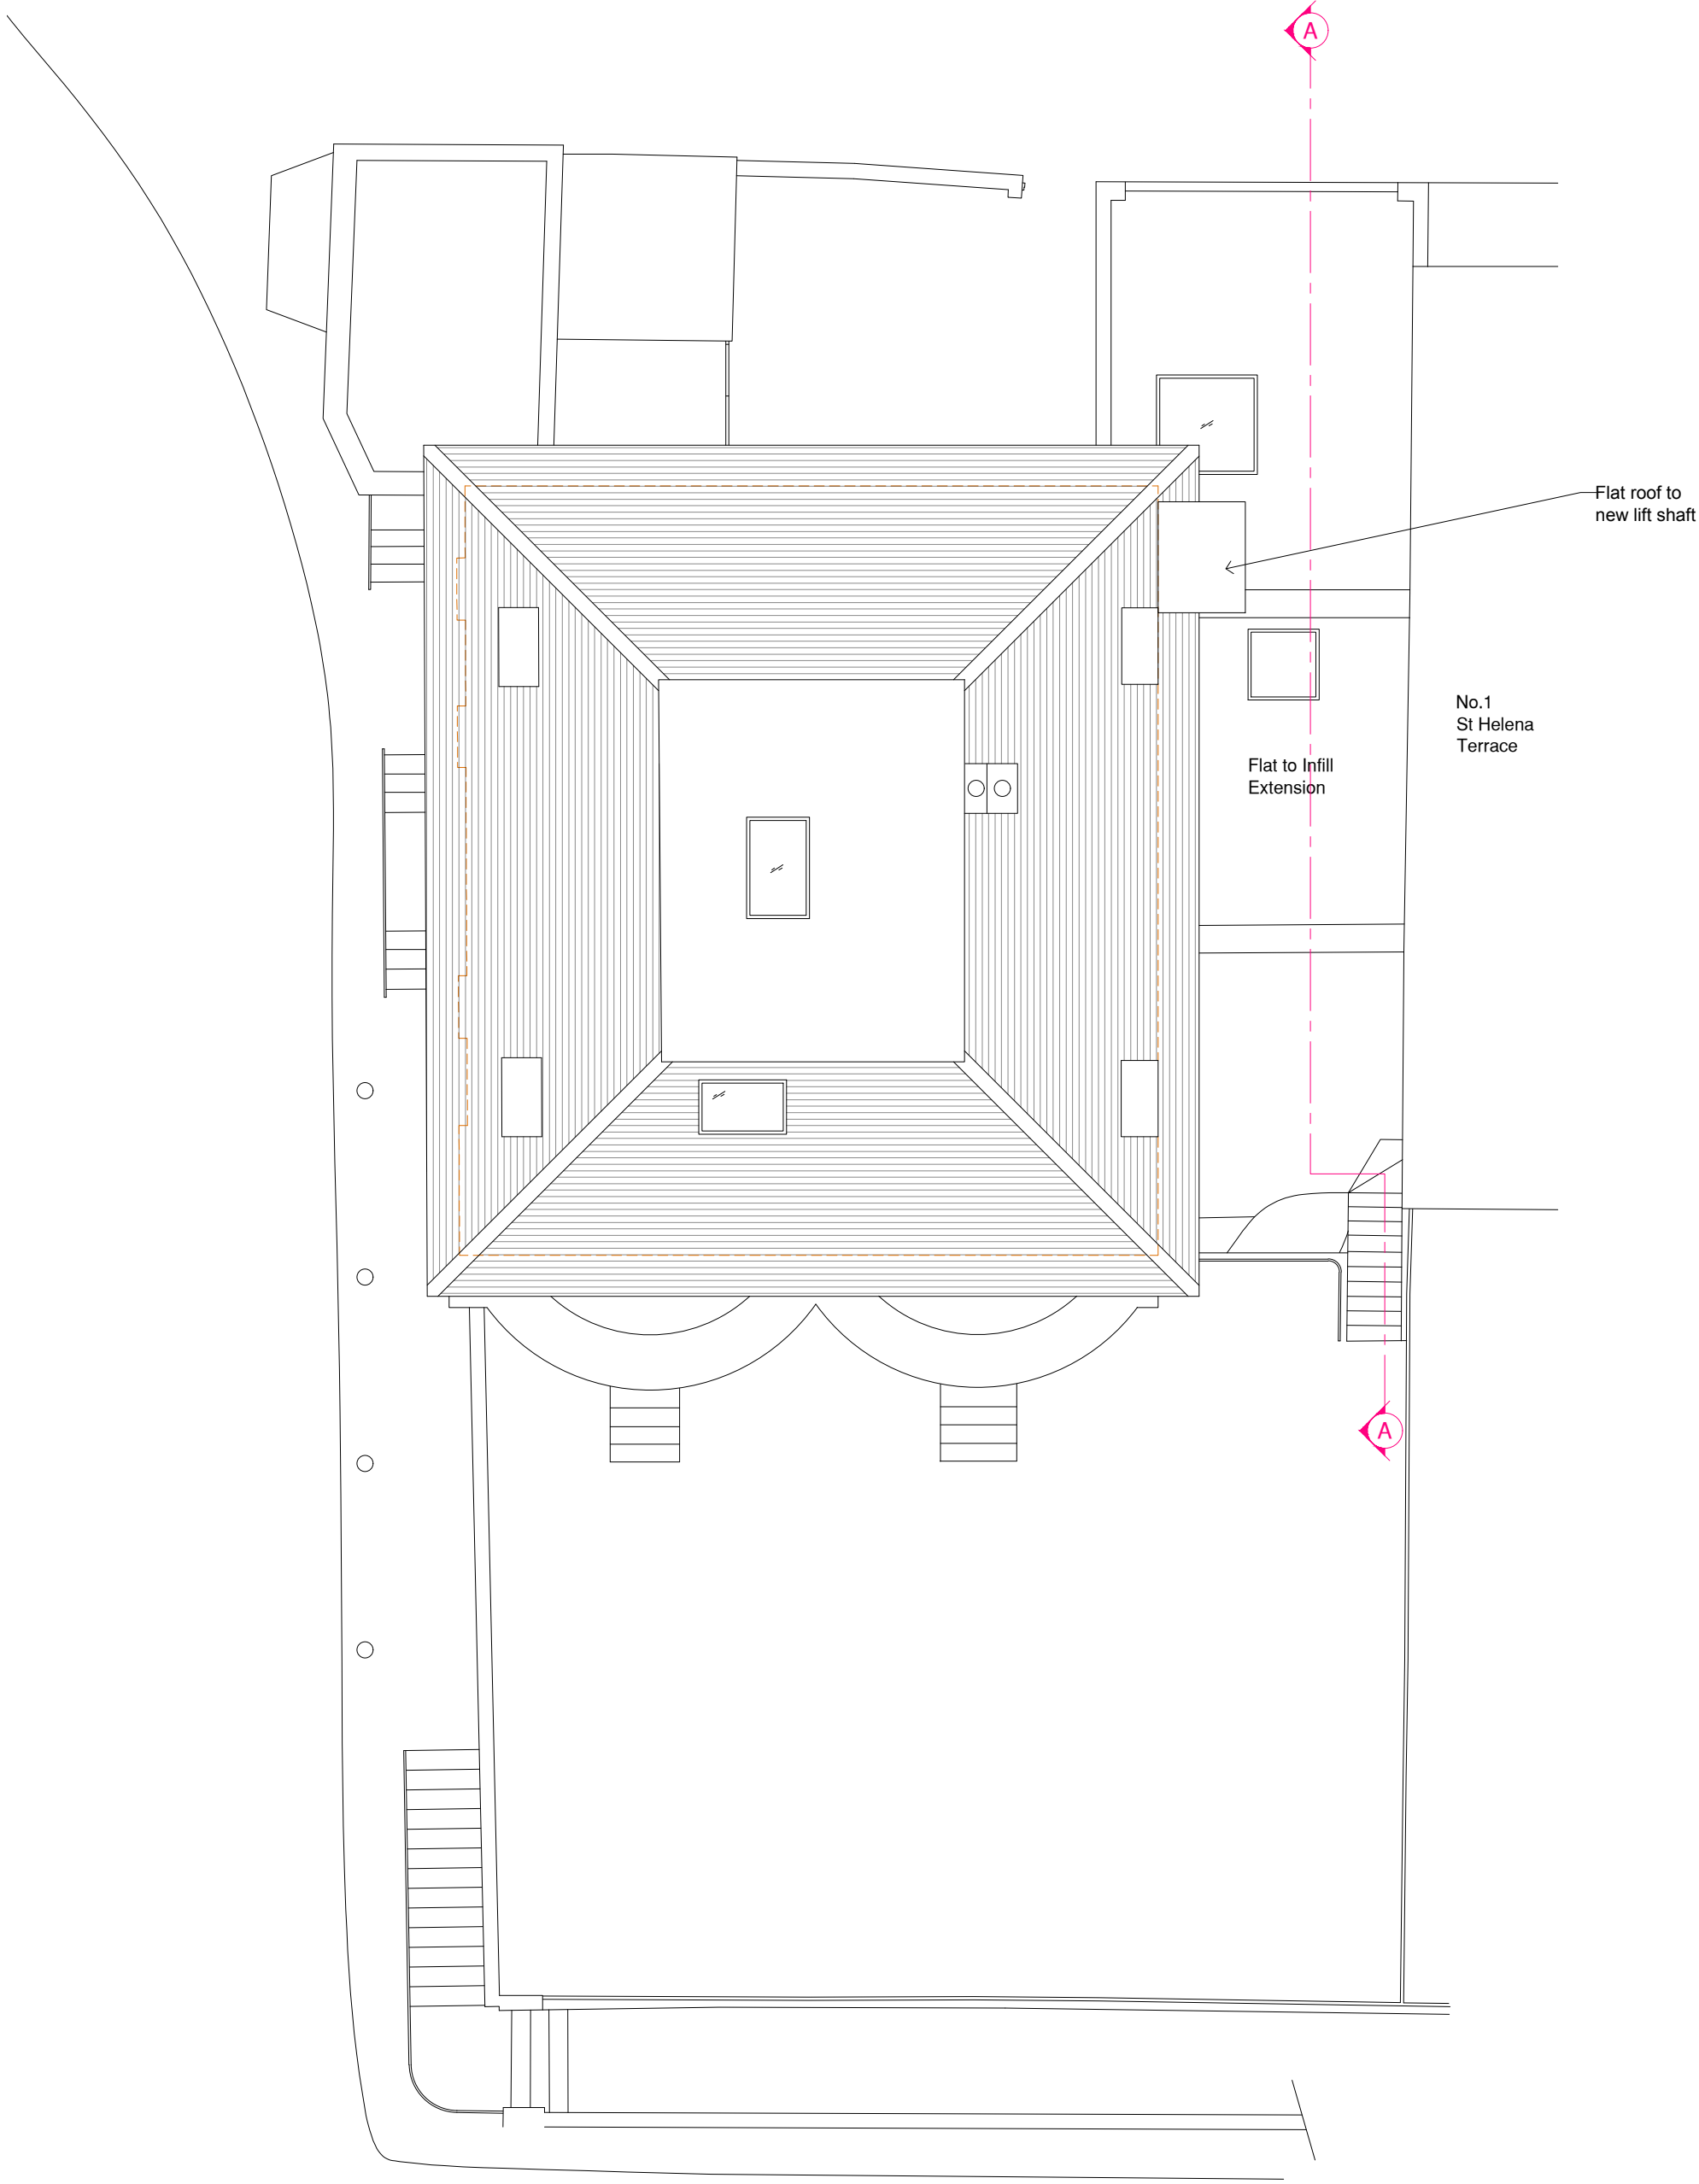 A
Flat roof to
new lift shaft
No.1
St Helena
Terrace
Flat to Infill
Extension
A